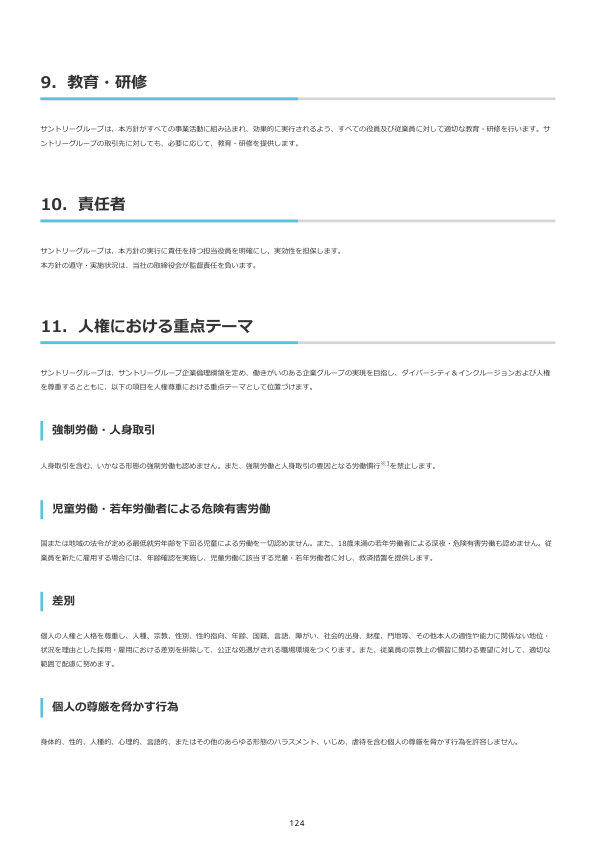 9．教育・研修
サントリーグループは、本方針がすべての事業活動に組み込まれ、効果的に実行されるよう、すべての役員及び従業員に対して適切な教育・研修を行います。サ
ントリーグループの取引先に対しても、必要に応じて、教育・研修を提供します。
10．責任者
サントリーグループは、本方針の実行に責任を持つ担当役員を明確にし、実効性を担保します。
本方針の遵守・実施状況は、当社の取締役会が監督責任を負います。
11．人権における重点テーマ
サントリーグループは、サントリーグループ企業倫理綱領を定め、働きがいのある企業グループの実現を目指し、ダイバーシティ＆インクルージョンおよび人権
を尊重するとともに、以下の項目を人権尊重における重点テーマとして位置づけます。
強制労働・人身取引
人身取引を含む、いかなる形態の強制労働も認めません。また、強制労働と人身取引の要因となる労働慣行※1を禁止します。
児童労働・若年労働者による危険有害労働
国または地域の法令が定める最低就労年齢を下回る児童による労働を一切認めません。また、18歳未満の若年労働者による深夜・危険有害労働も認めません。従
業員を新たに雇用する場合には、年齢確認を実施し、児童労働に該当する児童・若年労働者に対し、救済措置を提供します。
差別
個人の人権と人格を尊重し、人種、宗教、性別、性的指向、年齢、国籍、言語、障がい、社会的出身、財産、門地等、その他本人の適性や能力に関係ない地位・
状況を理由とした採用・雇用における差別を排除して、公正な処遇がされる職場環境をつくります。また、従業員の宗教上の慣習に関わる要望に対して、適切な
範囲で配慮に努めます。
個人の尊厳を脅かす行為
身体的、性的、人種的、心理的、言語的、またはその他のあらゆる形態のハラスメント、いじめ、虐待を含む個人の尊厳を脅かす行為を許容しません。
124